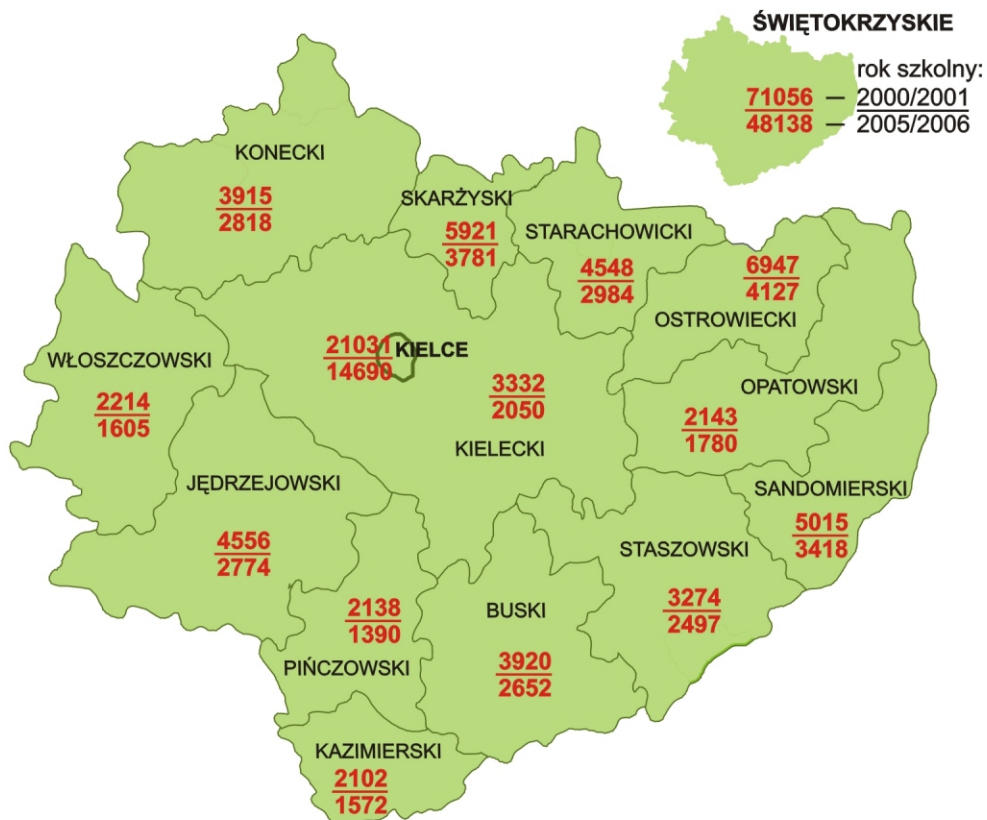 ŚWIĘTOKRZYSKIE
rok szkolny:
71056 — 2000/2001
48138 — 2005/2006
KONECKI
3915
2818
SKARŻYSKI
5921
3781
STARACHOWICKI
4548
2984
6947
4127
OSTROWIECKI
WŁOSZCZOWSKI
2214
1605
21031
14690
KIELCE
3332
2050
KIELECKI
OPATOWSKI
2143
1780
JĘDRZEJOWSKI
4556
2774
SANDOMIERSKI
5015
3418
STASZOWSKI
3274
2497
2138
1390
PIŃCZOWSKI
BUSKI
3920
2652
KAZIMIERSKI
2102
1572